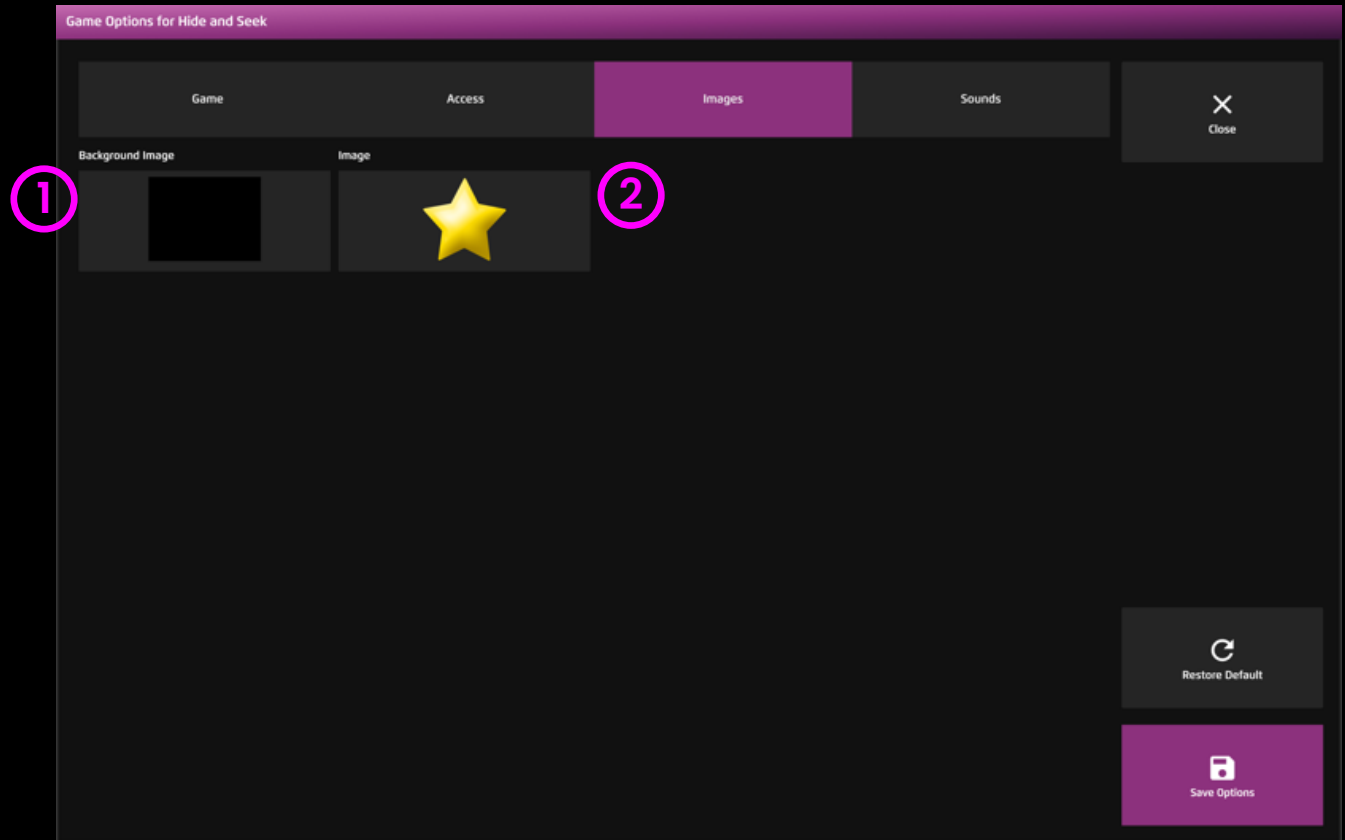 Game Options for Hide and Seek
Game
Access
Images
Sounds
Close
Background Image
Image
1
2
Restore Default
Save Options